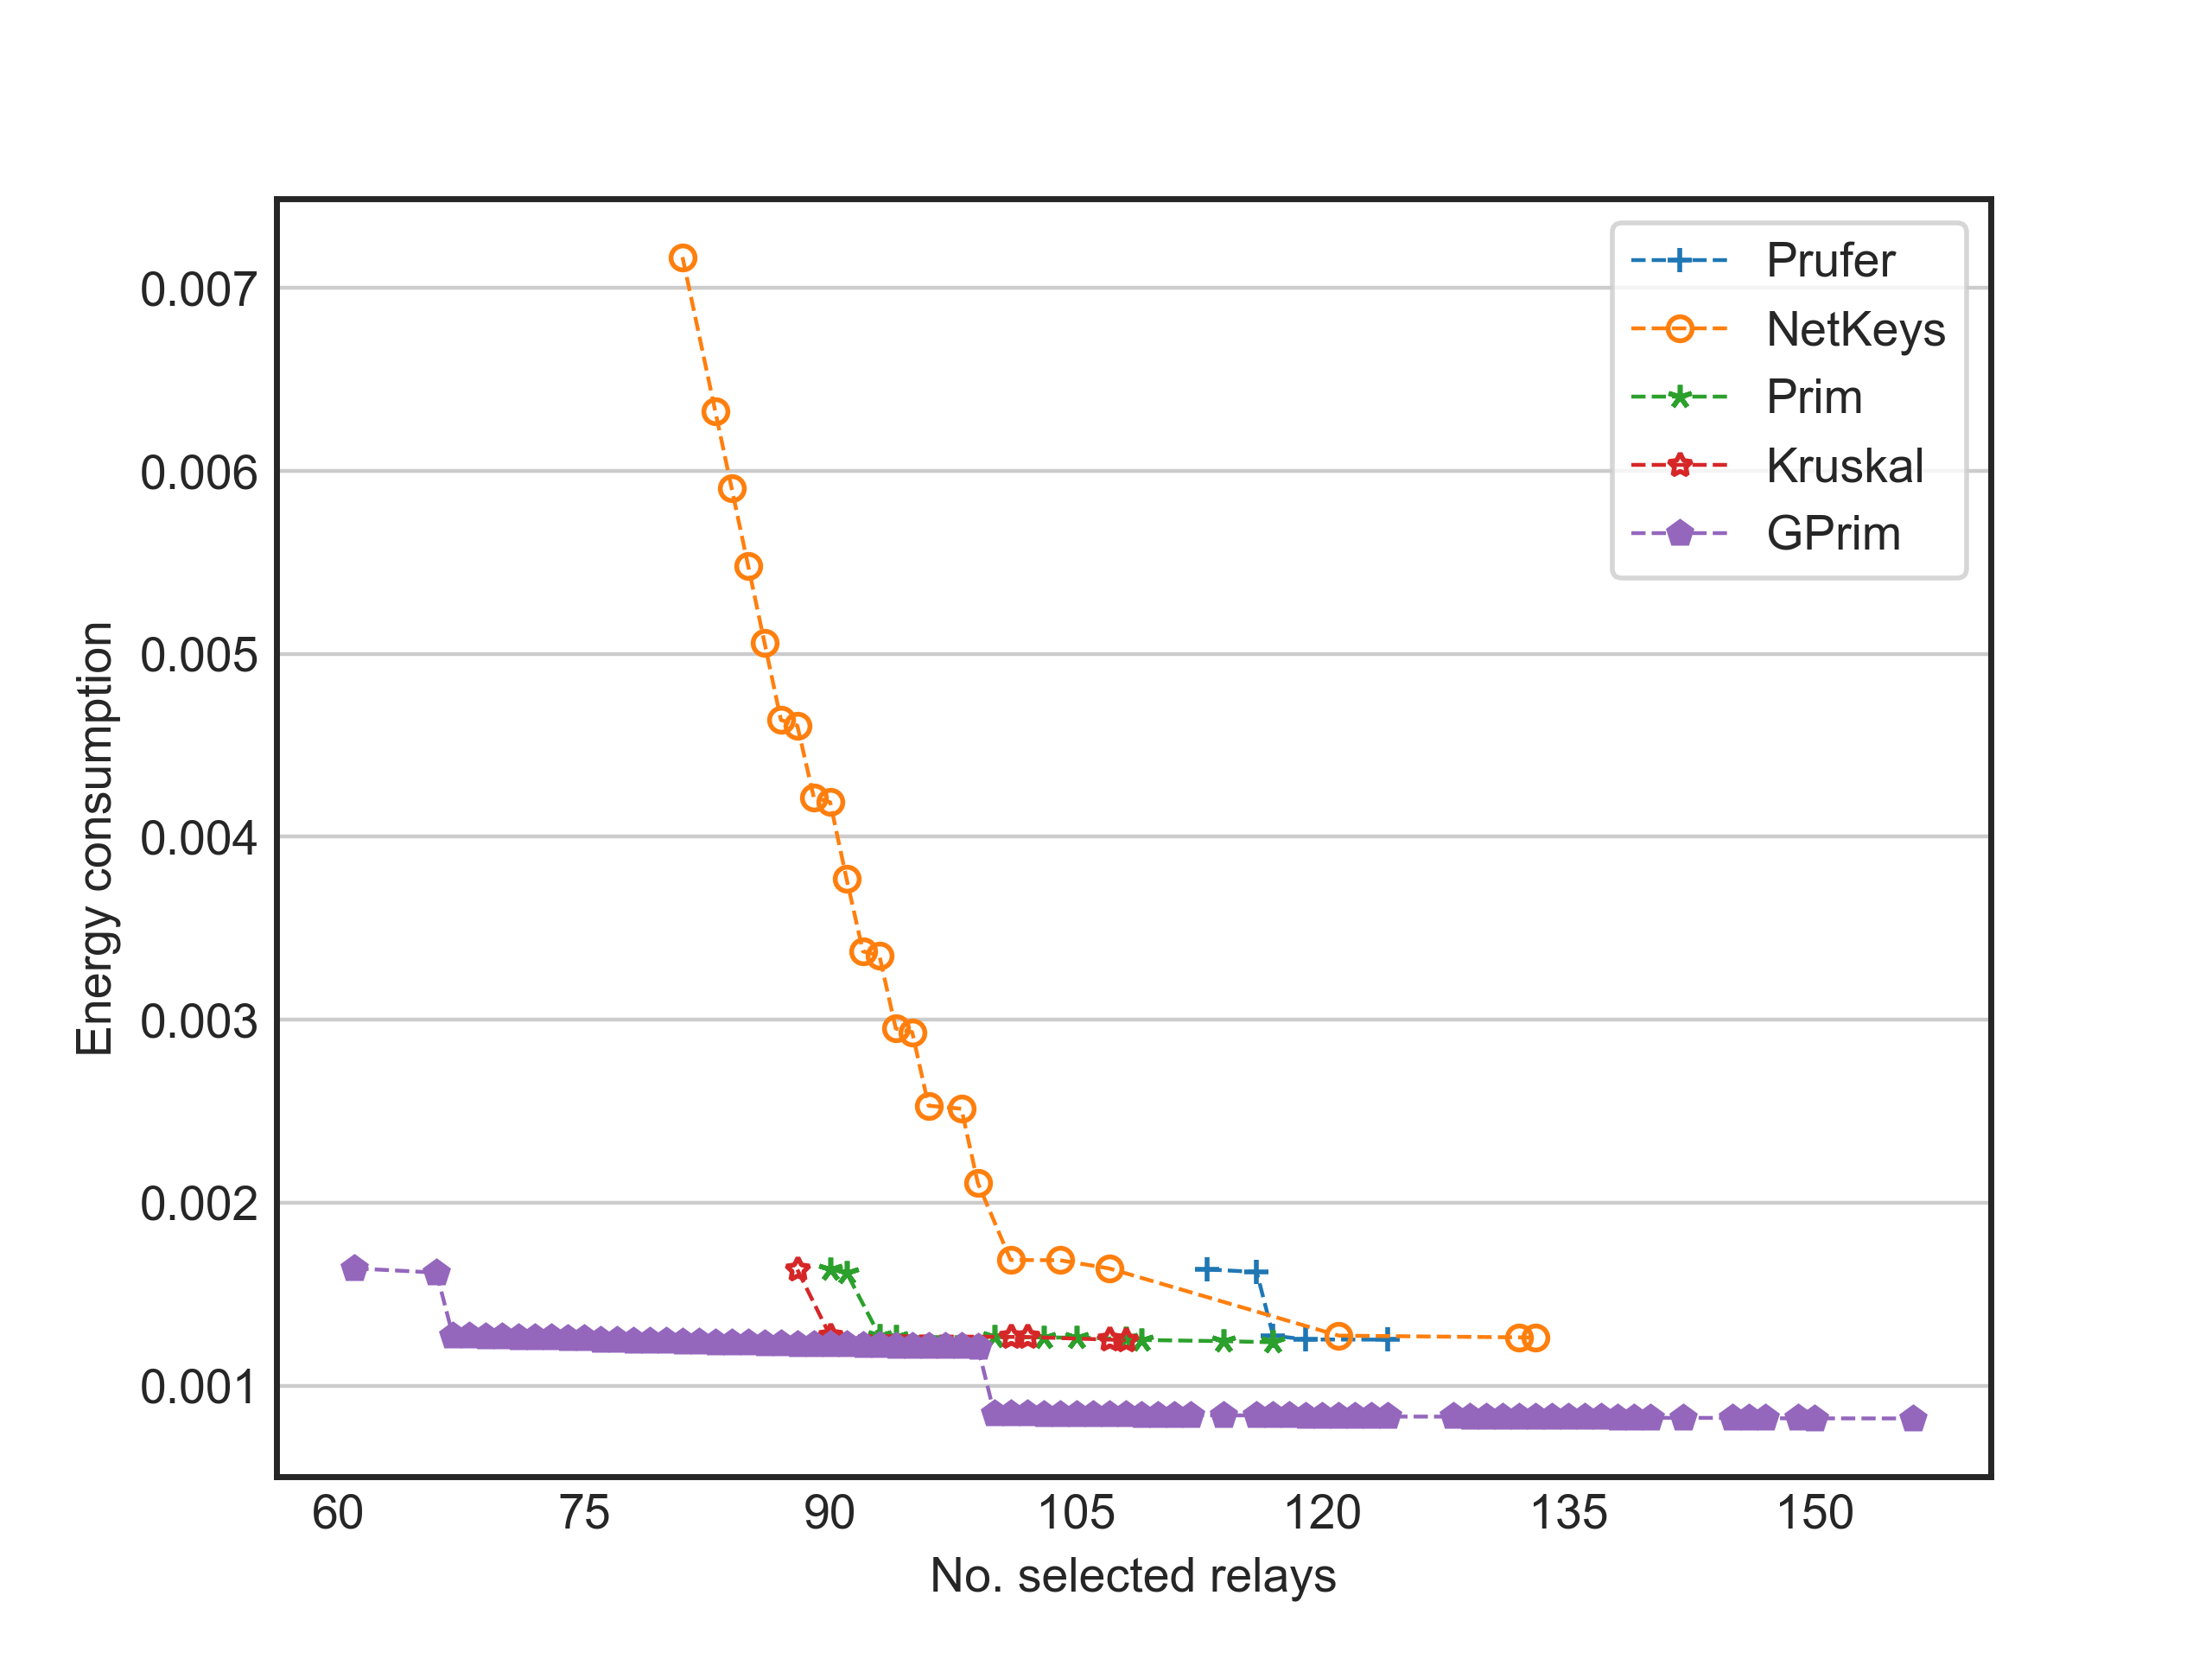 Prufer
NetKeys
Prim
Kruskal
GPrim
0.007
0.006
0.005
0.004
0.003
0.002
0.001
Energy consumption
60 75 90 105 120 135 150
No. selected relays